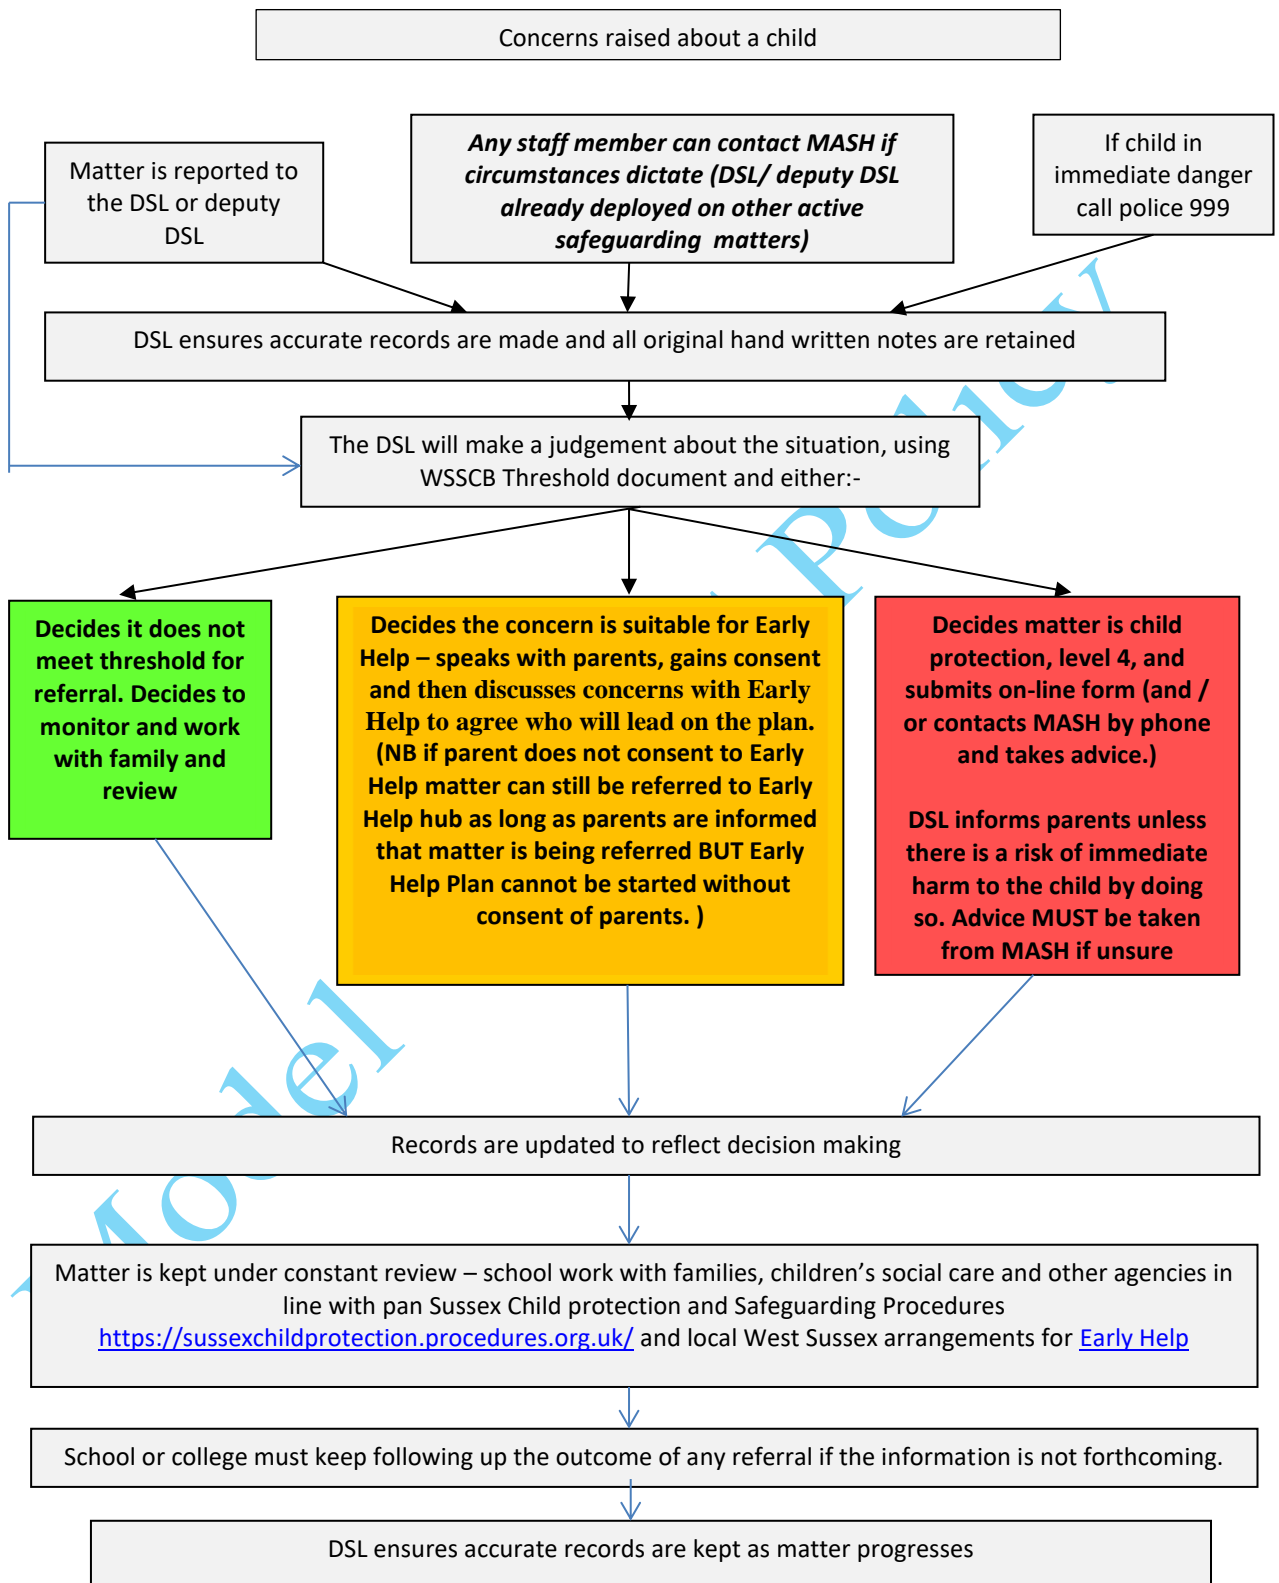 Concerns raised about a child
Matter is reported to
the DSL or deputy
DSL
Any staff member can contact MASH if
circumstances dictate (DSL/ deputy DSL
already deployed on other active
safeguarding  matters)
If child in
immediate danger
call police 999
DSL ensures accurate records are made and all original hand written notes are retained
The DSL will make a judgement about the situation, using
WSSCB Threshold document and either:-
Decides it does not
meet threshold for
referral. Decides to
monitor and work
with family and
review
Decides the concern is suitable for Early
Help – speaks with parents, gains consent
and then discusses concerns with Early
Help to agree who will lead on the plan.
(NB if parent does not consent to Early
Help matter can still be referred to Early
Help hub as long as parents are informed
that matter is being referred BUT Early
Help Plan cannot be started without
consent of parents. )
Decides matter is child
protection, level 4, and
submits on-line form (and /
or contacts MASH by phone
and takes advice.)
DSL informs parents unless
there is a risk of immediate
harm to the child by doing
so. Advice MUST be taken
from MASH if unsure
Records are updated to reflect decision making
Matter is kept under constant review – school work with families, children’s social care and other agencies in
line with pan Sussex Child protection and Safeguarding Procedures
https://sussexchildprotection.procedures.org.uk/ and local West Sussex arrangements for Early Help
School or college must keep following up the outcome of any referral if the information is not forthcoming.
DSL ensures accurate records are kept as matter progresses
Model Policy